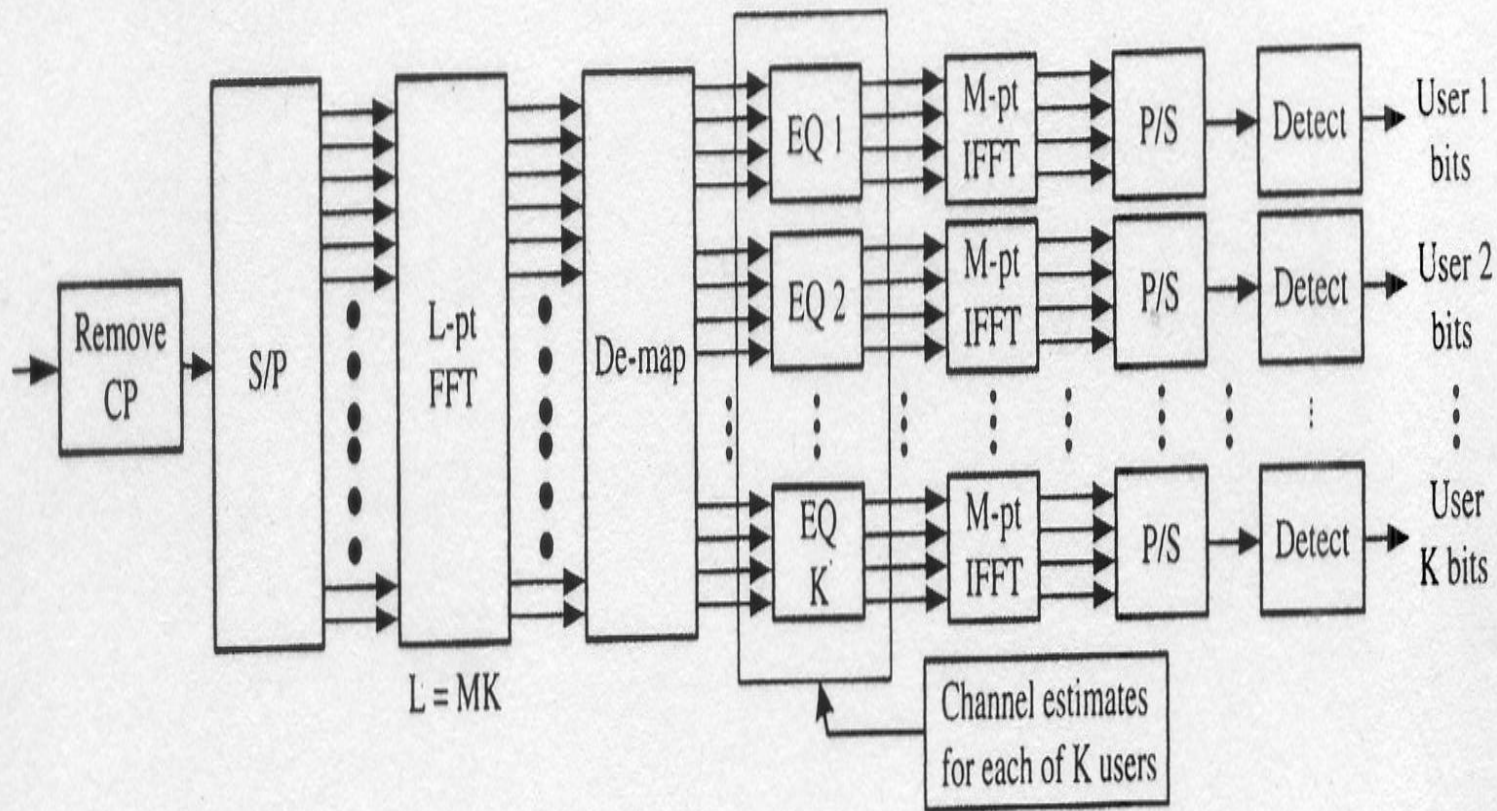 Remove
CP
S/P
L-pt
FFT
L = MK
De-map
EQ 1
M-pt
IFFT
P/S
Detect
User 1
bits
EQ 2
M-pt
IFFT
P/S
Detect
User 2
bits
EQ
K
M-pt
IFFT
P/S
Detect
User
K bits
Channel estimates
for each of K users